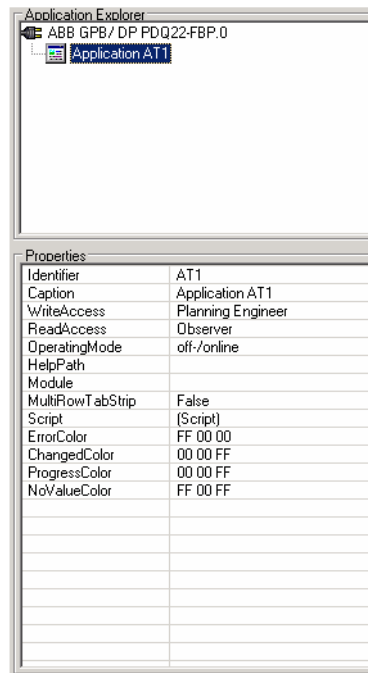 Application Explorer
ABB GPB/ DP PDQ22-FBP.0
Application AT1
Properties
Identifier AT1
Caption Application AT1
WriteAccess Planning Engineer
ReadAccess Observer
OperatingMode off-/online
HelpPath
Module
MultiRowTabStrip False
Script (Script)
ErrorColor FF 00 00
ChangedColor 00 00 FF
ProgressColor 00 00 FF
NoValueColor FF 00 FF